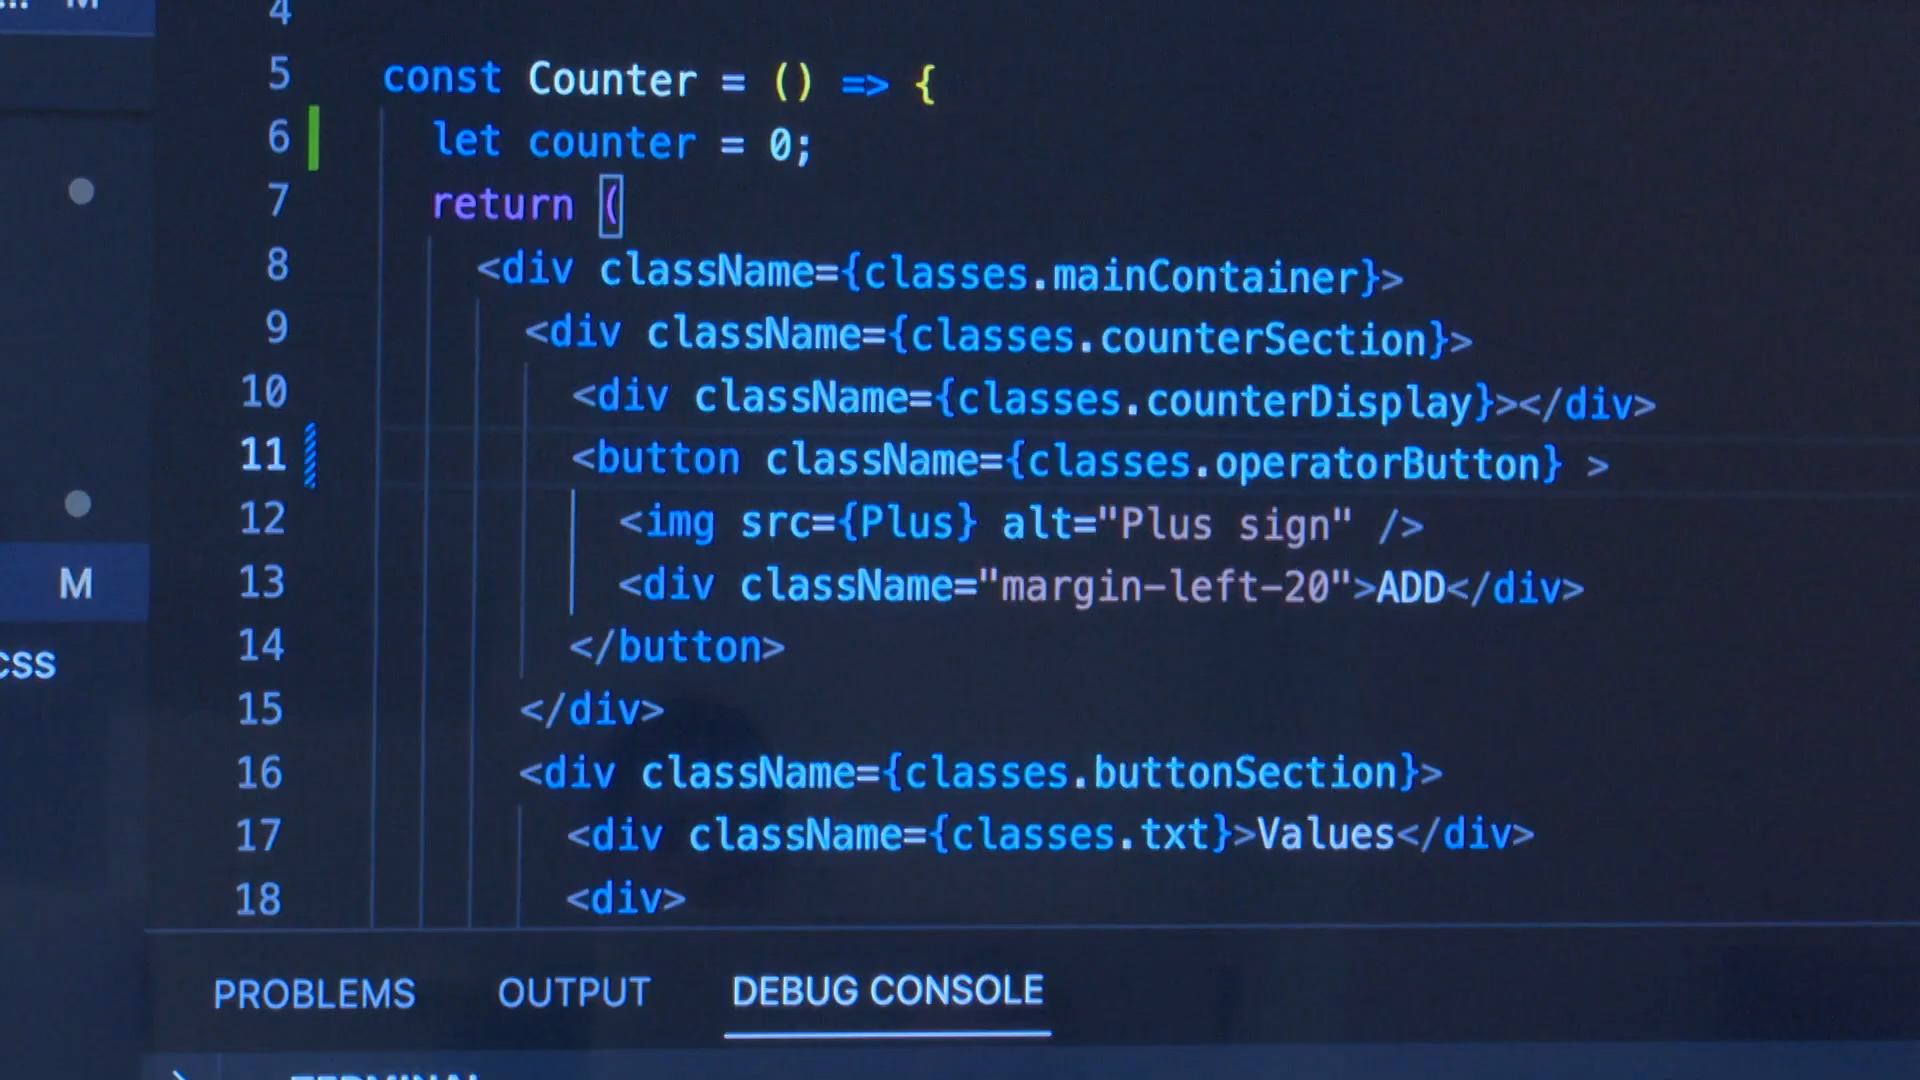 4
5 const Counter = () => {
6 let counter = 0;
7 return (
8 <div className={classes.mainContainer}>
9 <div className={classes.counterSection}>
10 <div className={classes.counterDisplay}></div>
11 <button className={classes.operatorButton} >
12 <img src={Plus} alt="Plus sign" />
M
13 <div className="margin-left-20">ADD</div>
14 </button>
css
15 </div>
16 <div className={classes.buttonSection}>
17 <div className={classes.txt}>Values</div>
18 <div>
PROBLEMS OUTPUT DEBUG CONSOLE
TERMINAL